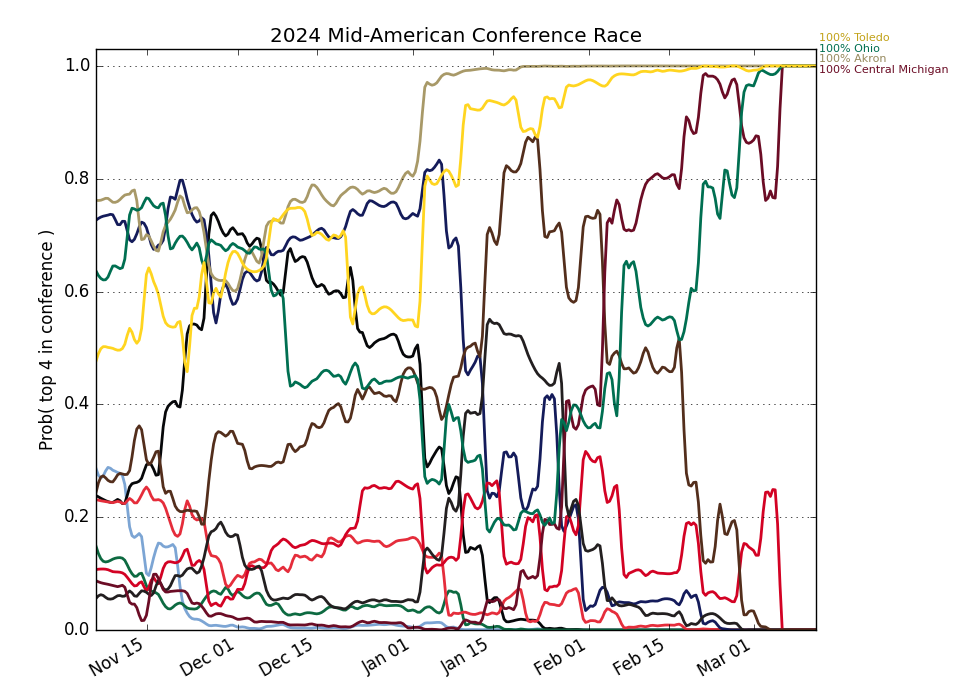 2024 Mid-American Conference Race
100% Toledo
100% Ohio
100% Akron
100% Central Michigan
Prob( top 4 in conference )
1.0
0.8
0.6
0.4
0.2
0.0
Nov 15
Dec 01
Dec 15
Jan 01
Jan 15
Feb 01
Feb 15
Mar 01